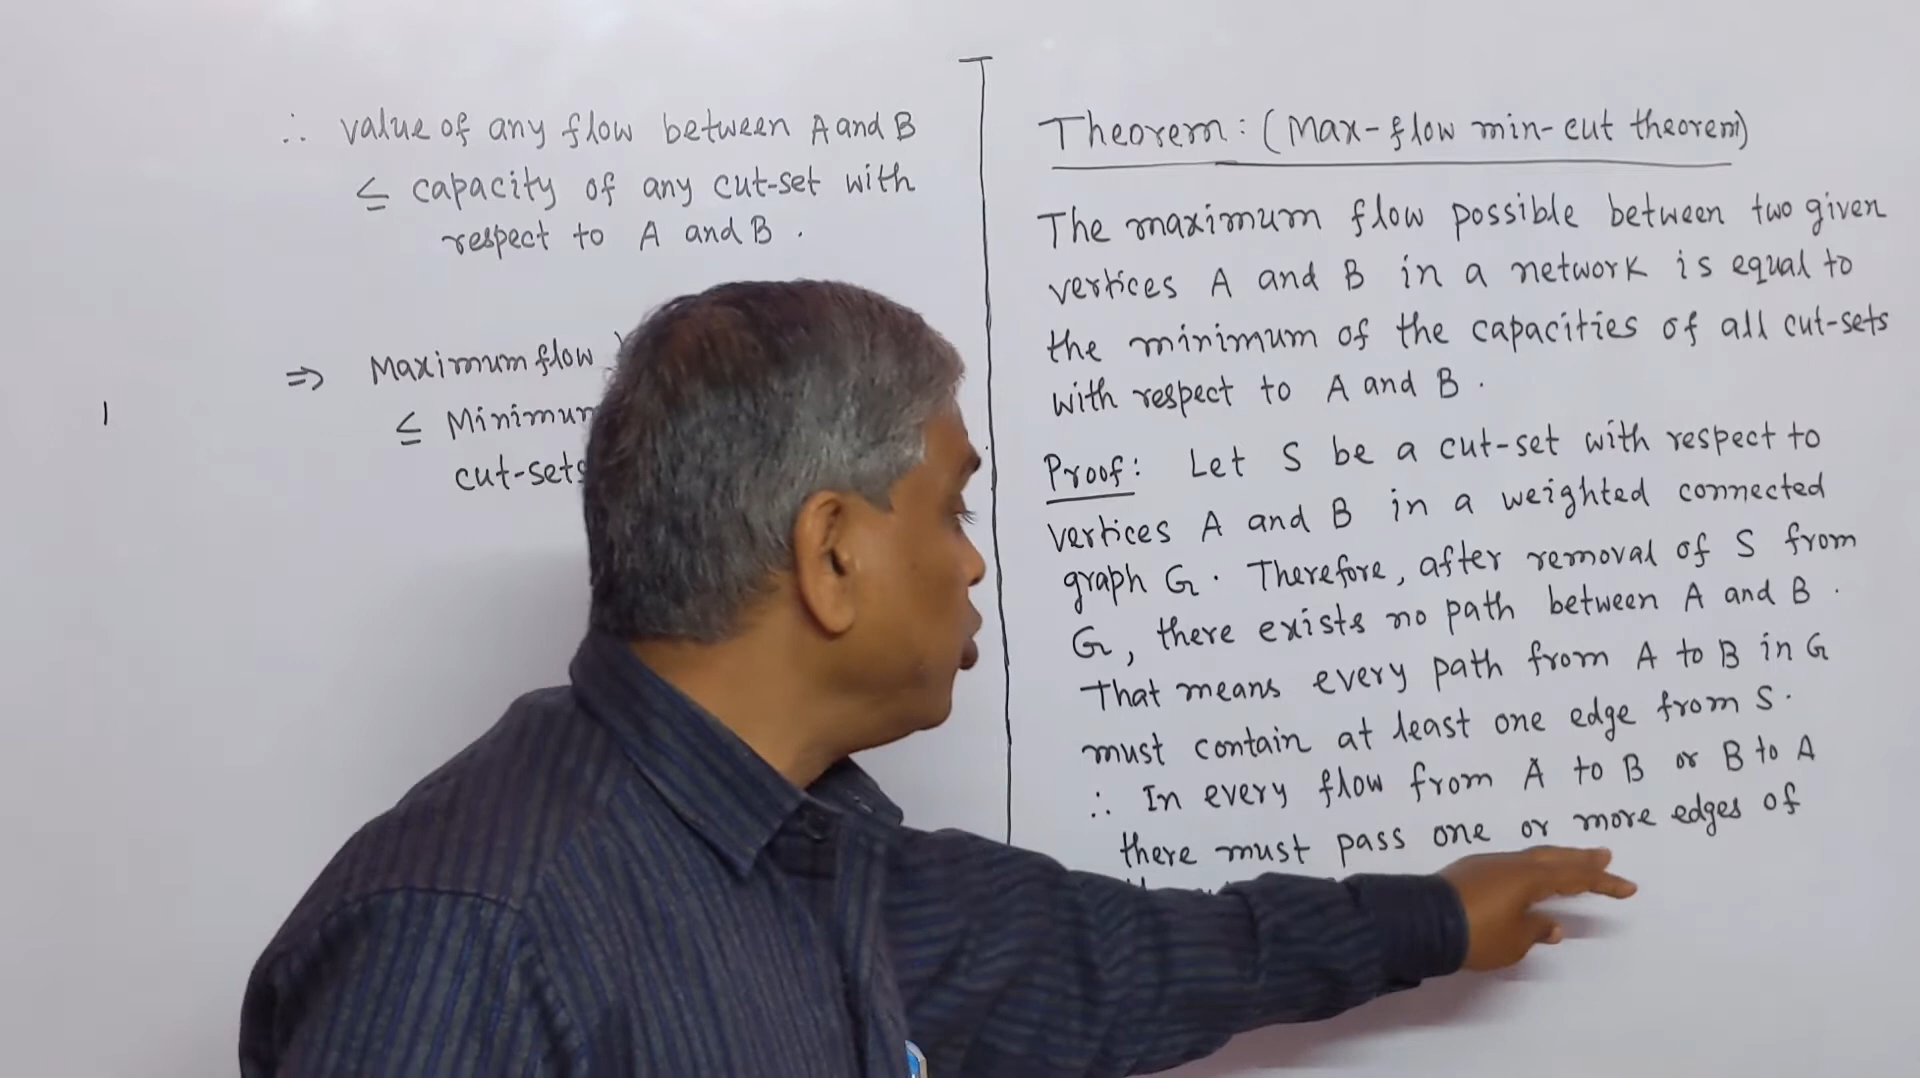 ∴ value of any flow between A and B
≤ capacity of any cut-set with
respect to A and B .
⇒ Maximum flow
≤ Minimum
cut-sets
1
Theorem : (Max-flow min-cut theorem)
The maximum flow possible between two given
vertices A and B in a network is equal to
the minimum of the capacities of all cut-sets
with respect to A and B .
Proof : Let S be a cut-set with respect to
vertices A and B in a weighted connected
graph G . Therefore, after removal of S from
G , there exists no path between A and B .
That means every path from A to B in G
must contain at least one edge from S .
∴ In every flow from A to B or B to A
there must pass one or more edges of